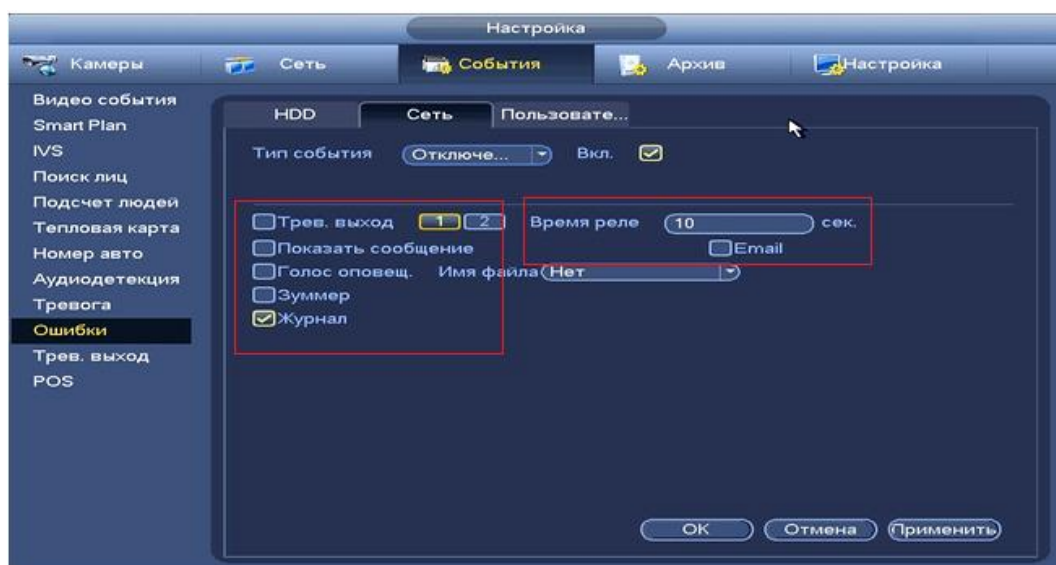 Настройка
Камеры Сеть События Архив Настройка
Видео события
Smart Plan
IVS
Поиск лиц
Подсчет людей
Тепловая карта
Номер авто
Аудиодетекция
Тревога
Ошибки
Трев. выход
POS
HDD Сеть Пользовате...
Тип события Отключе... Вкл.
Трев. выход 1 2 Время реле 10 сек.
Показать сообщение Email
Голос оповещ. Имя файла Нет
Зуммер
Журнал
OK Отмена Применить